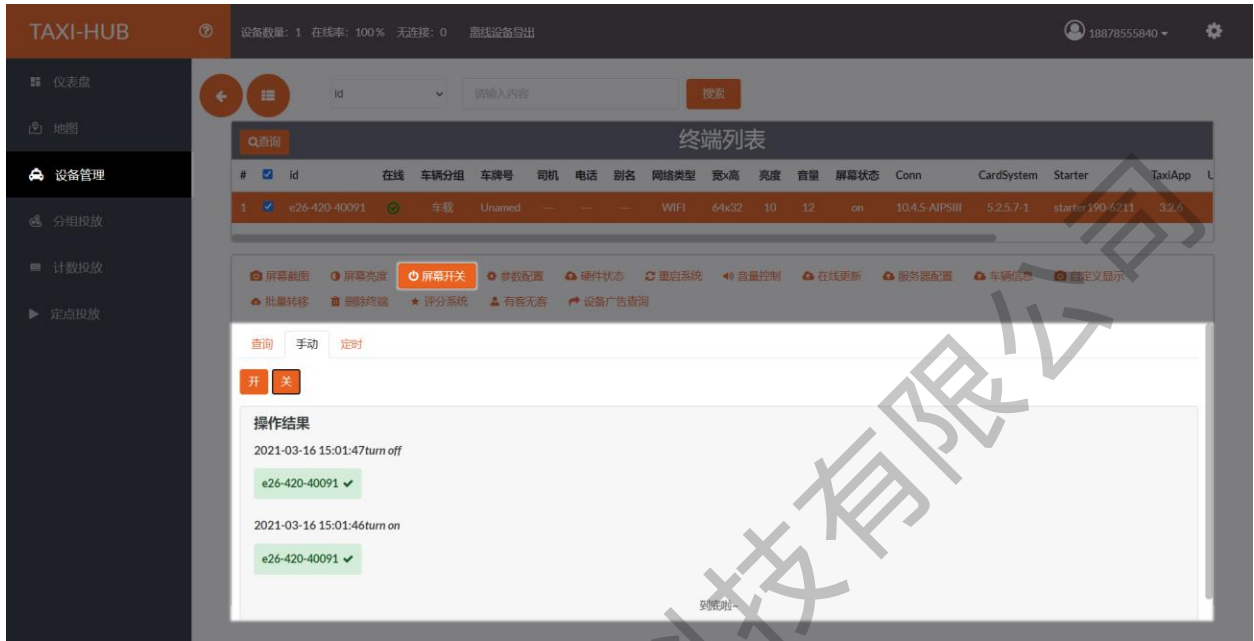 TAXI-HUB
设备数量: 1 在线率: 100% 无连接: 0 离线设备导出 18878555840
仪表盘
地图
设备管理
分组投放
计数投放
定点投放
id 请输入内容 搜索
查询 终端列表
# id 在线 车辆分组 车牌号 司机 电话 别名 网络类型 宽x高 亮度 音量 屏幕状态 Conn CardSystem Starter TaxiApp
1 e26-420-40091 车载 Unamed — — — WIFI 64x32 10 12 on 10.4.5-AIPSIII 5.2.5.7-1 starter190-6211 3.2.6
屏幕截图 屏幕亮度 屏幕开关 参数配置 硬件状态 重启系统 音量控制 在线更新 服务器配置 车辆信息 自定义显示
批量转移 删除终端 评分系统 有客无客 设备广告查询
查询 手动 定时
开 关
操作结果
2021-03-16 15:01:47turn off
e26-420-40091
2021-03-16 15:01:46turn on
e26-420-40091
到底啦~
科技有限公司